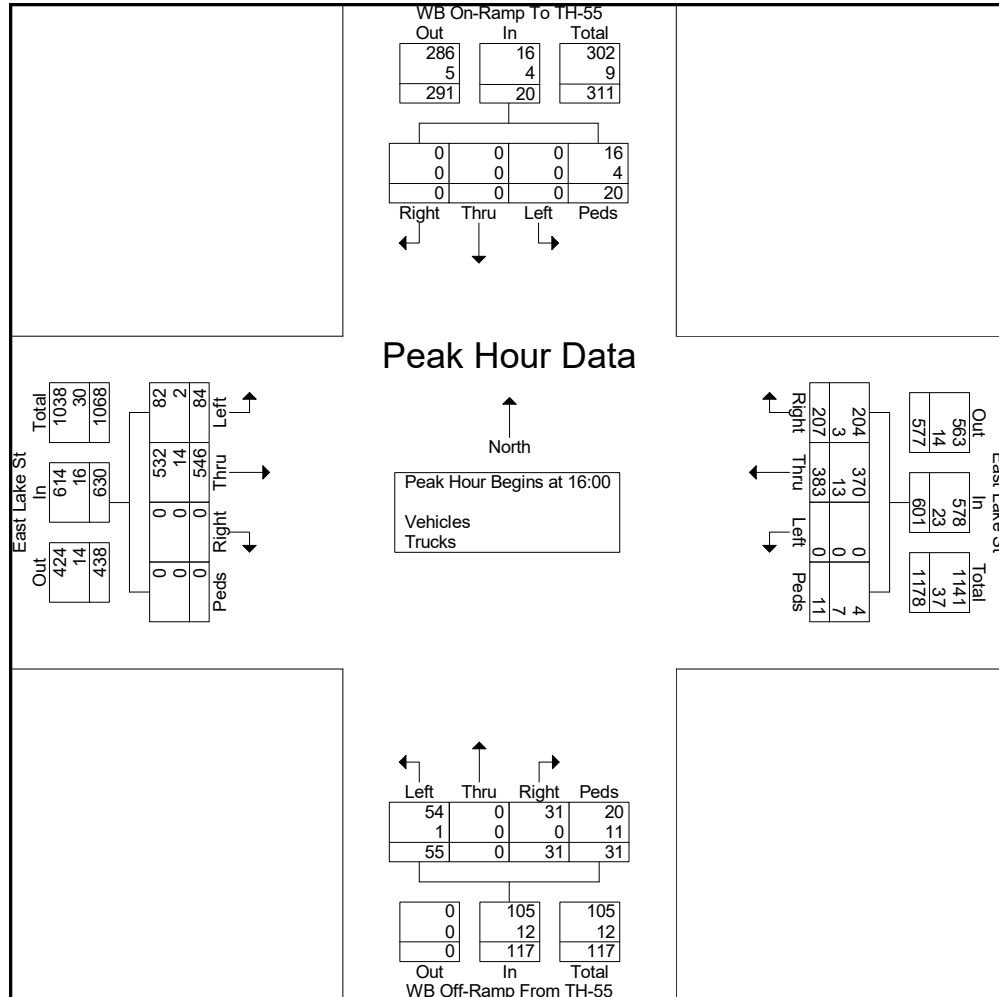 WB On-Ramp To TH-55
Out In Total
286 16 302
5 4 9
291 20 311
0 0 0 16
0 0 0 4
0 0 0 20
Right Thru Left Peds
Peak Hour Data
North
Peak Hour Begins at 16:00
Vehicles
Trucks
East Lake St
Total In Out
1038 614 424
30 16 14
1068 630 438
82 532 0 0
2 14 0 0
84 546 0 0
Left Thru Right Peds
Right Thru Left Peds
207 383 0 11
3 13 0 7
204 370 0 4
Out In Total
563 578 1141
14 23 37
577 601 1178
East Lake St
Left Thru Right Peds
54 0 31 20
1 0 0 11
55 0 31 31
0 105 105
0 12 12
0 117 117
Out In Total
WB Off-Ramp From TH-55